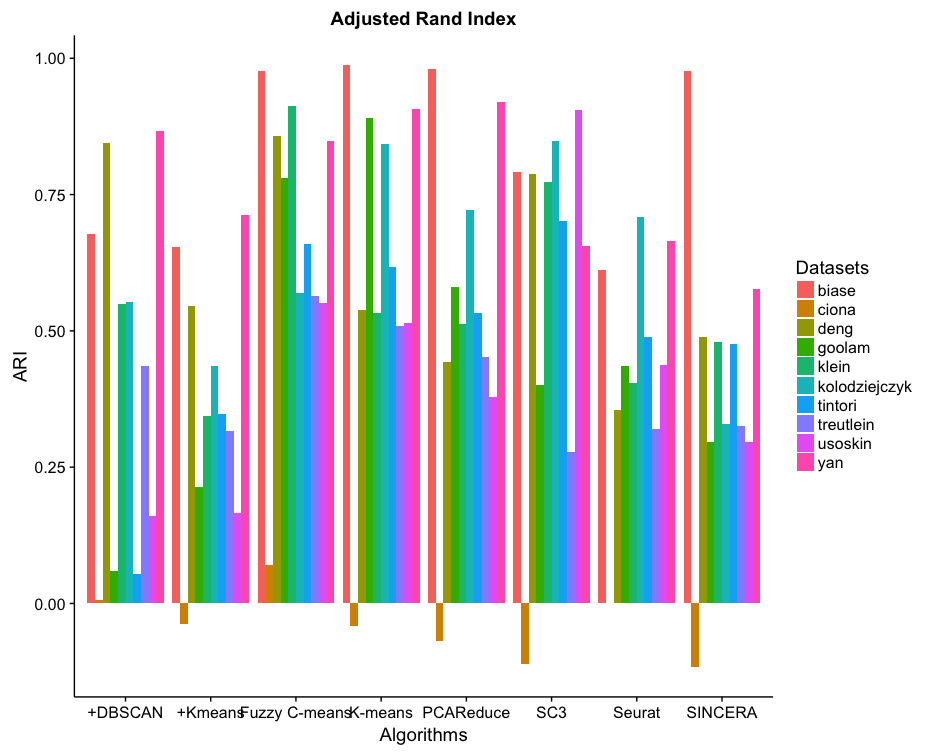 Adjusted Rand Index
1.00
0.75
0.50
0.25
0.00
ARI
+DBSCAN +Kmeans Fuzzy C-means K-means PCAReduce SC3 Seurat SINCERA
Algorithms
Datasets
biase
ciona
deng
goolam
klein
kolodziejczyk
tintori
treutlein
usoskin
yan